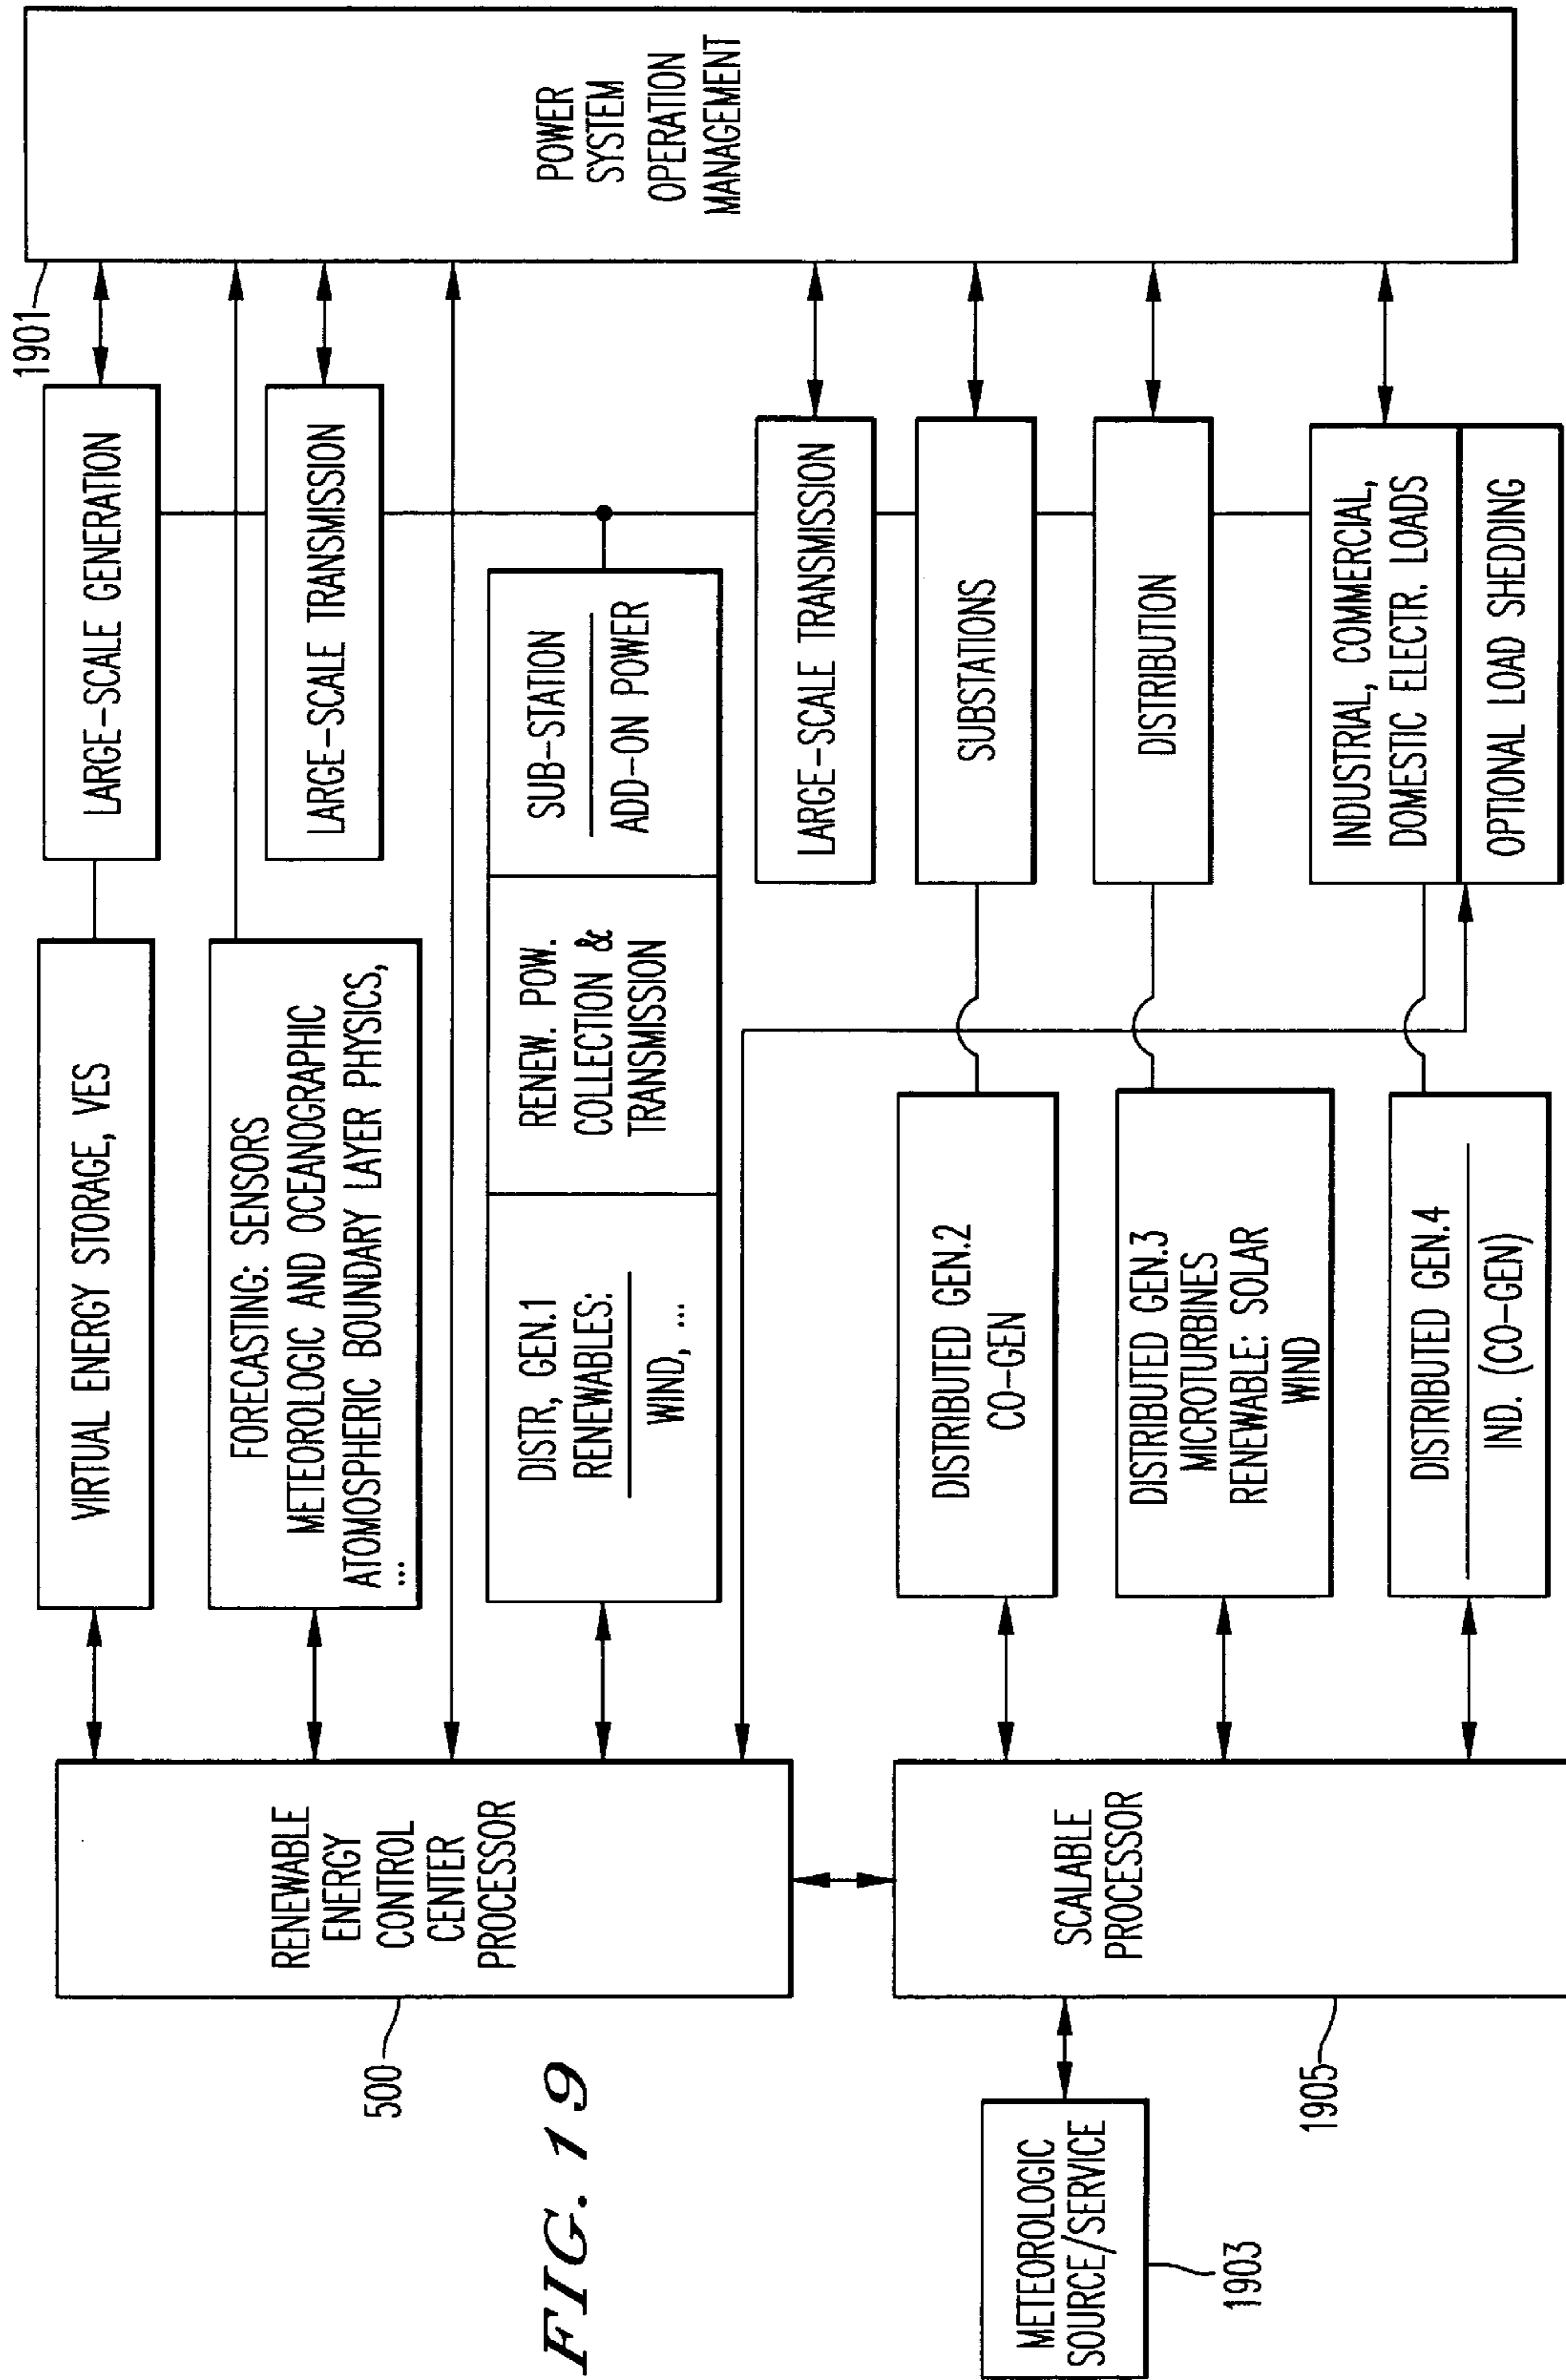 FIG. 19
500
RENEWABLE
ENERGY
CONTROL
CENTER
PROCESSOR
METEOROLOGIC
SOURCE/SERVICE
1903
SCALABLE
PROCESSOR
1905
VIRTUAL ENERGY STORAGE, VES
FORECASTING: SENSORS
METEOROLOGIC AND OCEANOGRAPHIC
ATOMOSPHERIC BOUNDARY LAYER PHYSICS,
...
DISTR, GEN.1
RENEWABLES:
WIND, ...
RENEW. POW.
COLLECTION &
TRANSMISSION
SUB-STATION
ADD-ON POWER
DISTRIBUTED GEN.2
CO-GEN
DISTRIBUTED GEN.3
MICROTURBINES
RENEWABLE: SOLAR
WIND
DISTRIBUTED GEN.4
IND. (CO-GEN)
LARGE-SCALE GENERATION
LARGE-SCALE TRANSMISSION
LARGE-SCALE TRANSMISSION
SUBSTATIONS
DISTRIBUTION
INDUSTRIAL, COMMERCIAL,
DOMESTIC ELECTR. LOADS
OPTIONAL LOAD SHEDDING
1901
POWER
SYSTEM
OPERATION
MANAGEMENT